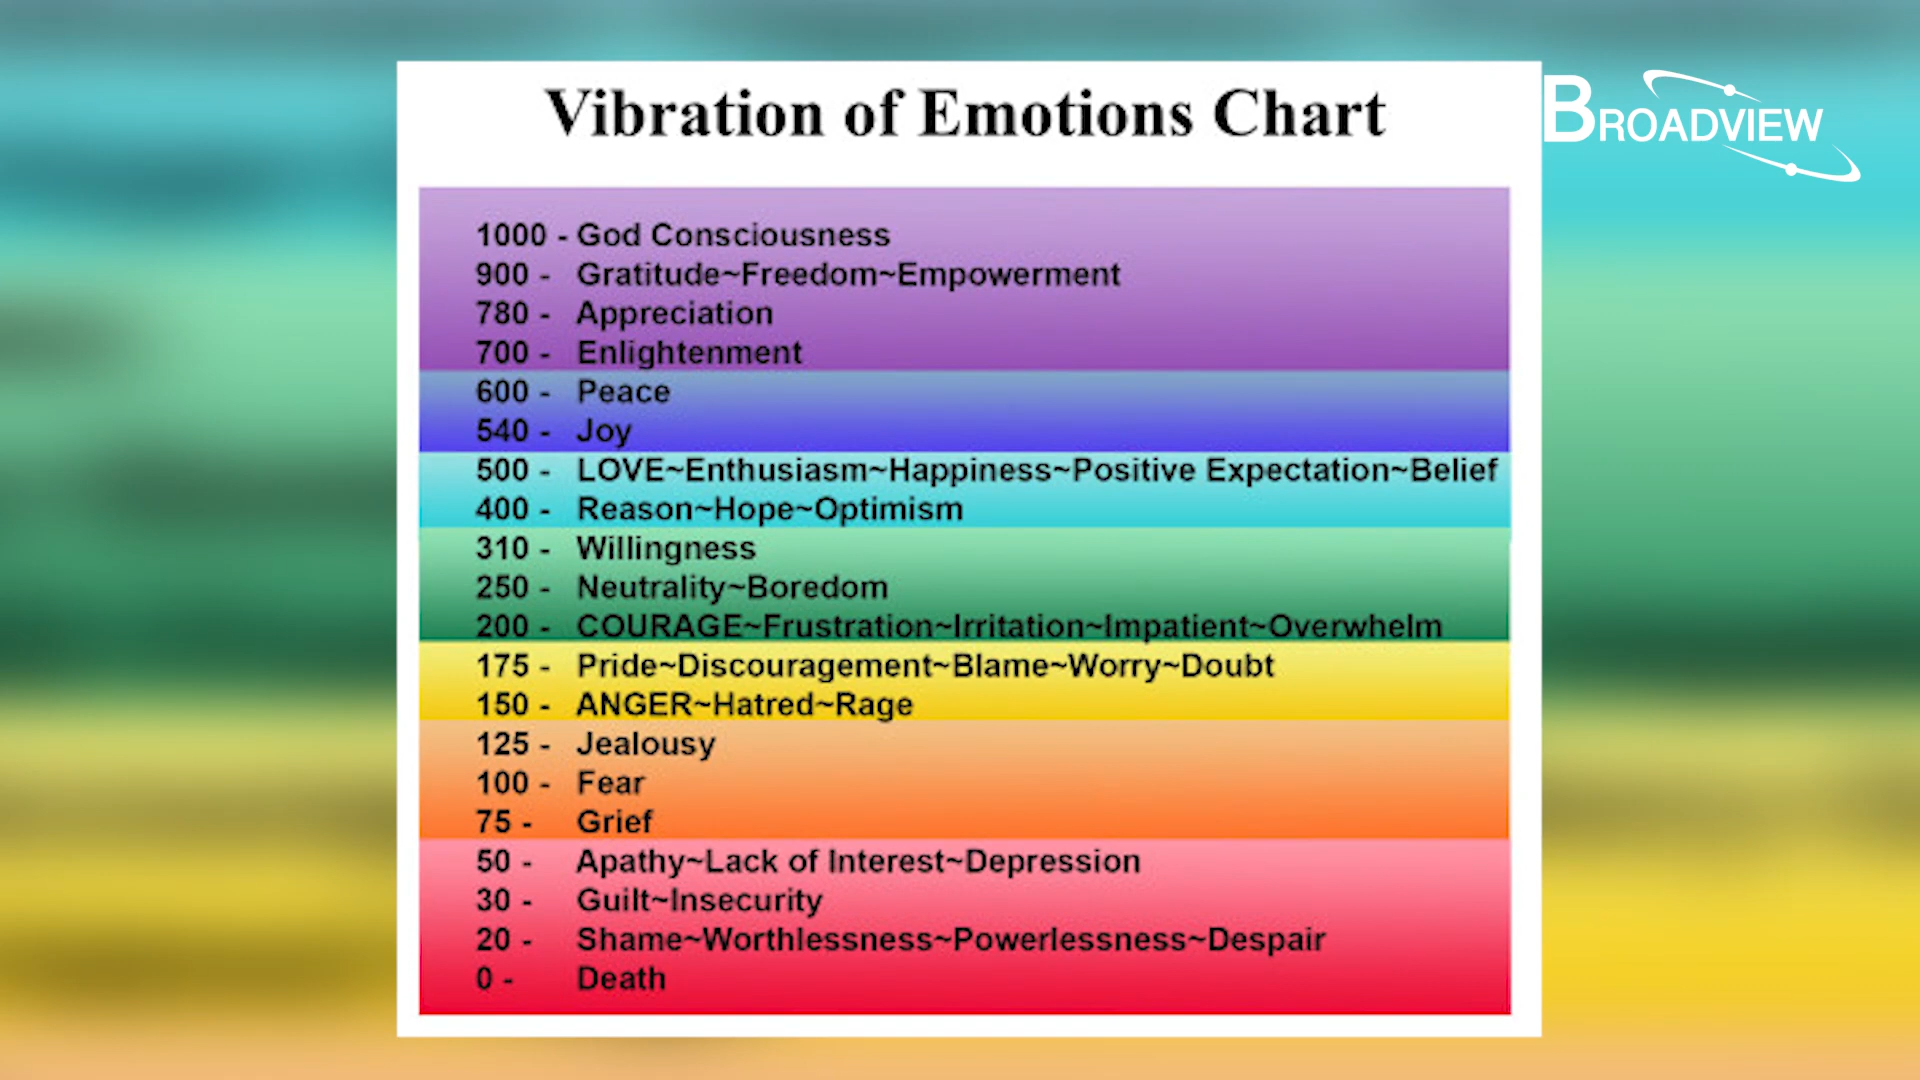 Vibration of Emotions Chart
BROADVIEW
1000 - God Consciousness
900 - Gratitude~Freedom~Empowerment
780 - Appreciation
700 - Enlightenment
600 - Peace
540 - Joy
500 - LOVE~Enthusiasm~Happiness~Positive Expectation~Belief
400 - Reason~Hope~Optimism
310 - Willingness
250 - Neutrality~Boredom
200 - COURAGE~Frustration~Irritation~Impatient~Overwhelm
175 - Pride~Discouragement~Blame~Worry~Doubt
150 - ANGER~Hatred~Rage
125 - Jealousy
100 - Fear
75 - Grief
50 - Apathy~Lack of Interest~Depression
30 - Guilt~Insecurity
20 - Shame~Worthlessness~Powerlessness~Despair
0 - Death